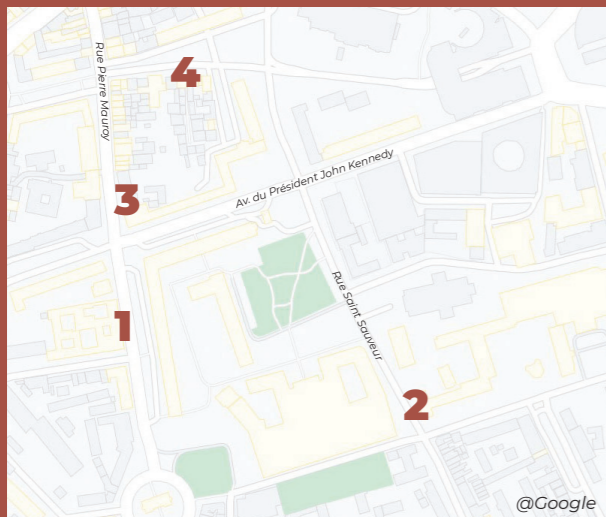 Rue Pierre Mauroy
4
3
Av. du Président John Kennedy
1
Rue Saint Sauveur
2
@Google